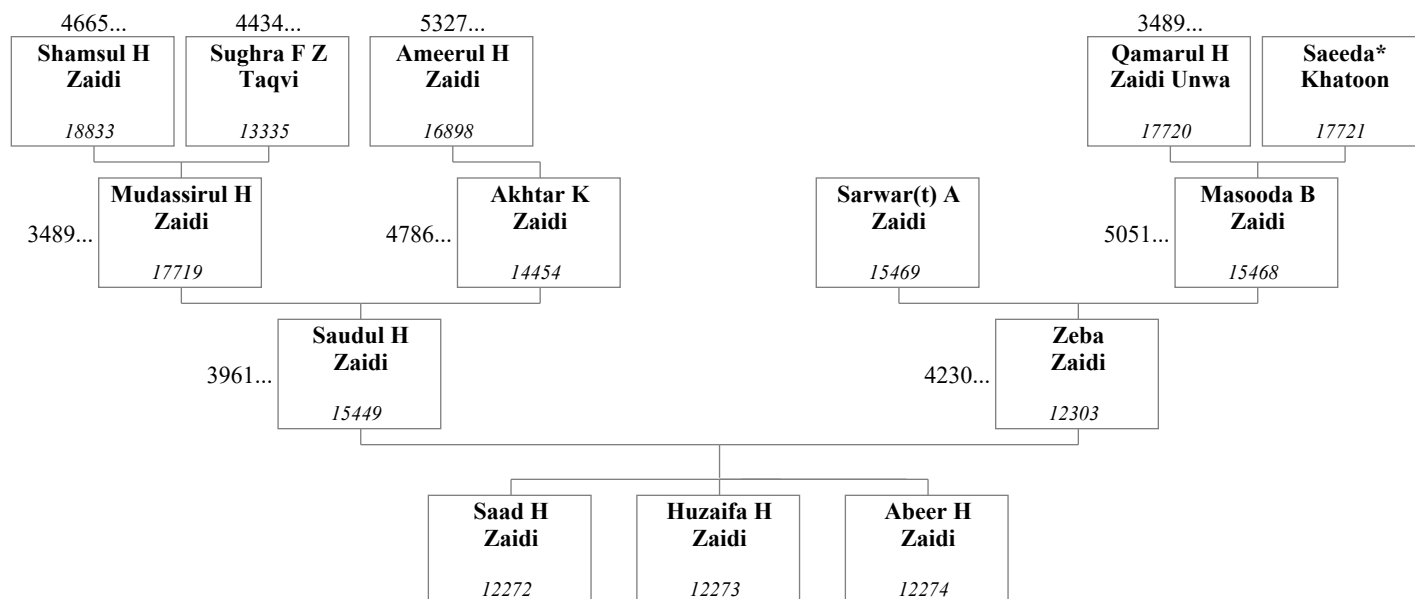 4665...
4434...
5327...
3489...
Shamsul H
Zaidi
18833
Sughra F Z
Taqvi
13335
Ameerul H
Zaidi
16898
Qamarul H
Zaidi Unwa
17720
Saeeda*
Khatoon
17721
3489...
Mudassirul H
Zaidi
17719
4786...
Akhtar K
Zaidi
14454
Sarwar(t) A
Zaidi
15469
5051...
Masooda B
Zaidi
15468
3961...
Saudul H
Zaidi
15449
4230...
Zeba
Zaidi
12303
Saad H
Zaidi
12272
Huzaifa H
Zaidi
12273
Abeer H
Zaidi
12274